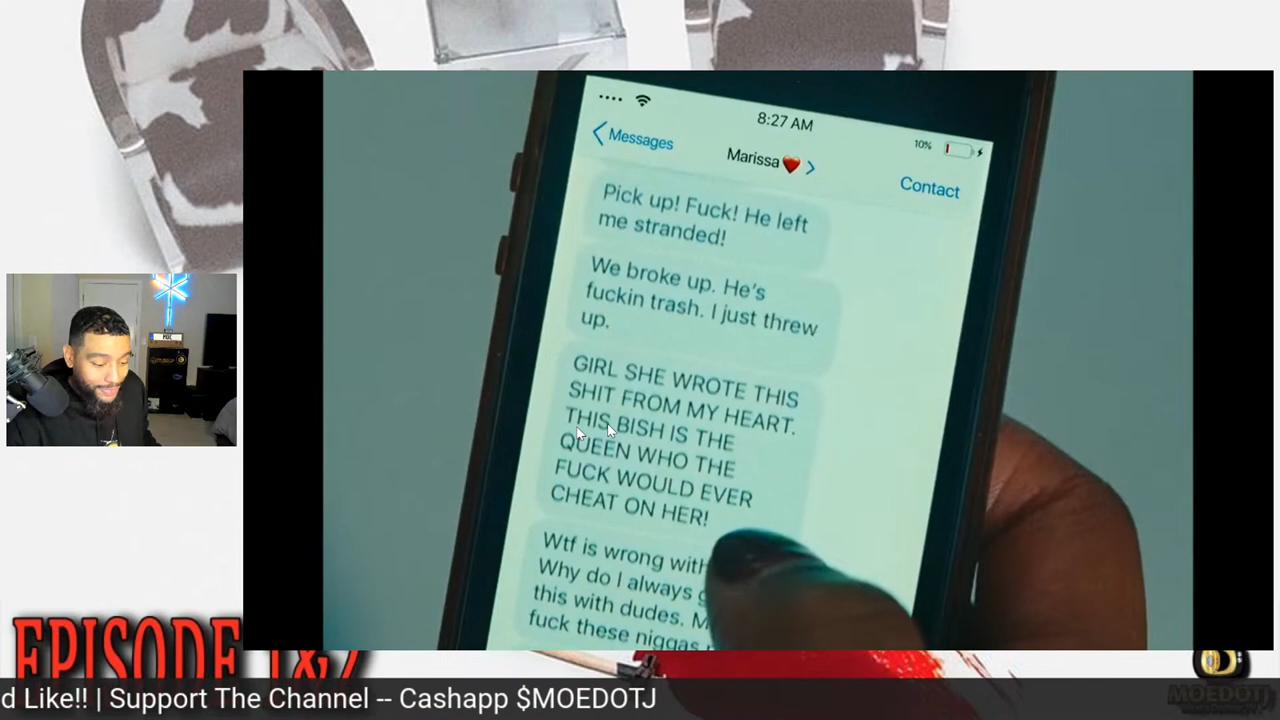 8:27 AM
10%
Messages
Marissa❤️
Contact
Pick up! Fuck! He left
me stranded!
We broke up. He's
fuckin trash. I just threw
up.
GIRL SHE WROTE THIS
SHIT FROM MY HEART.
THIS BISH IS THE
QUEEN WHO THE
FUCK WOULD EVER
CHEAT ON HER!
Wtf is wrong with
Why do I always
this with dudes.
fuck these niggas
MOE
EPISODE 1&2
MOEDOTJ
d Like!! | Support The Channel -- Cashapp $MOEDOTJ